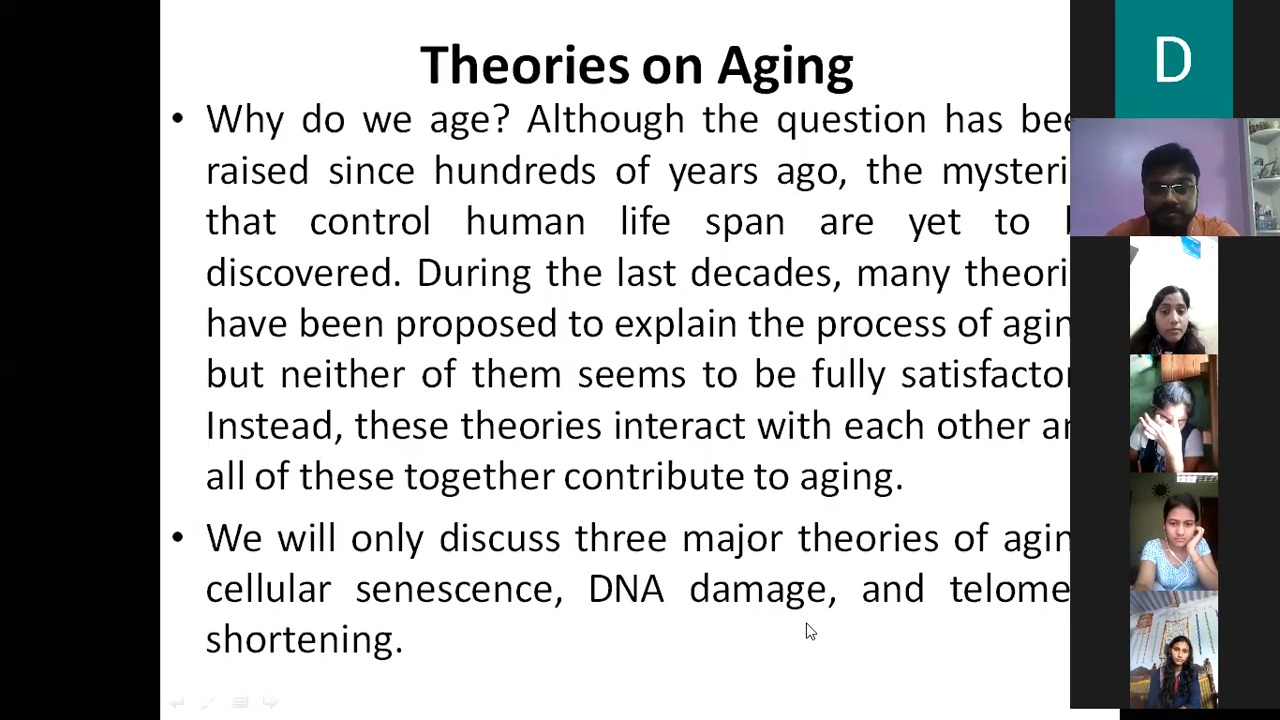 Theories on Aging
• Why do we age? Although the question has bee
raised since hundreds of years ago, the mysteri
that control human life span are yet to
discovered. During the last decades, many theori
have been proposed to explain the process of agin
but neither of them seems to be fully satisfactor
Instead, these theories interact with each other an
all of these together contribute to aging.
• We will only discuss three major theories of agin
cellular senescence, DNA damage, and telome
shortening.
D